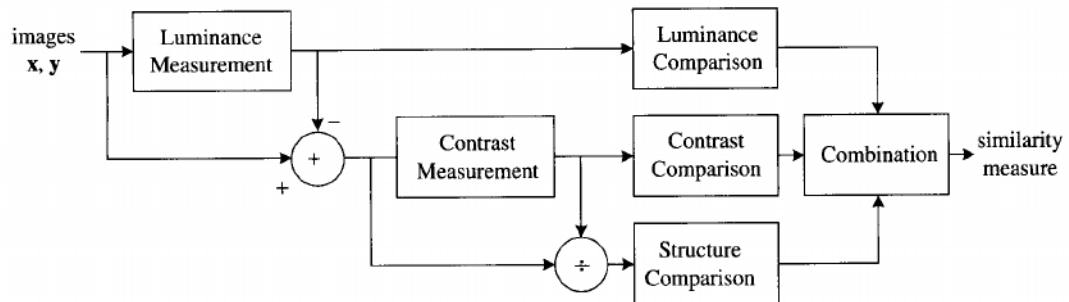 images
x, y
Luminance
Measurement
Luminance
Comparison
−
+
+
Contrast
Measurement
Contrast
Comparison
Combination
similarity
measure
÷
Structure
Comparison